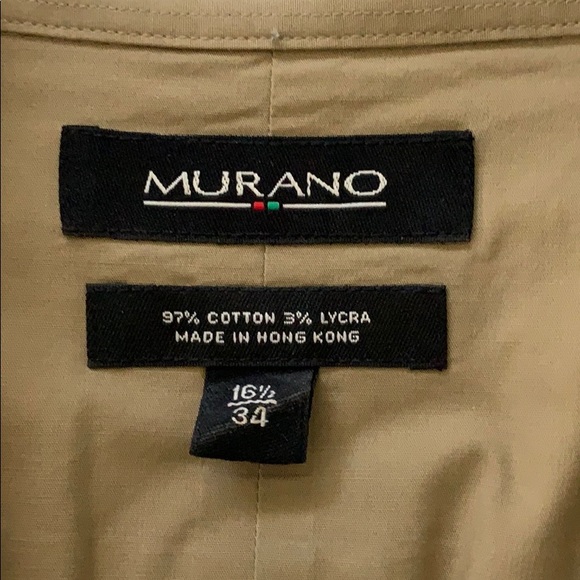 MURANO
97% COTTON 3% LYCRA
MADE IN HONG KONG
16½
34